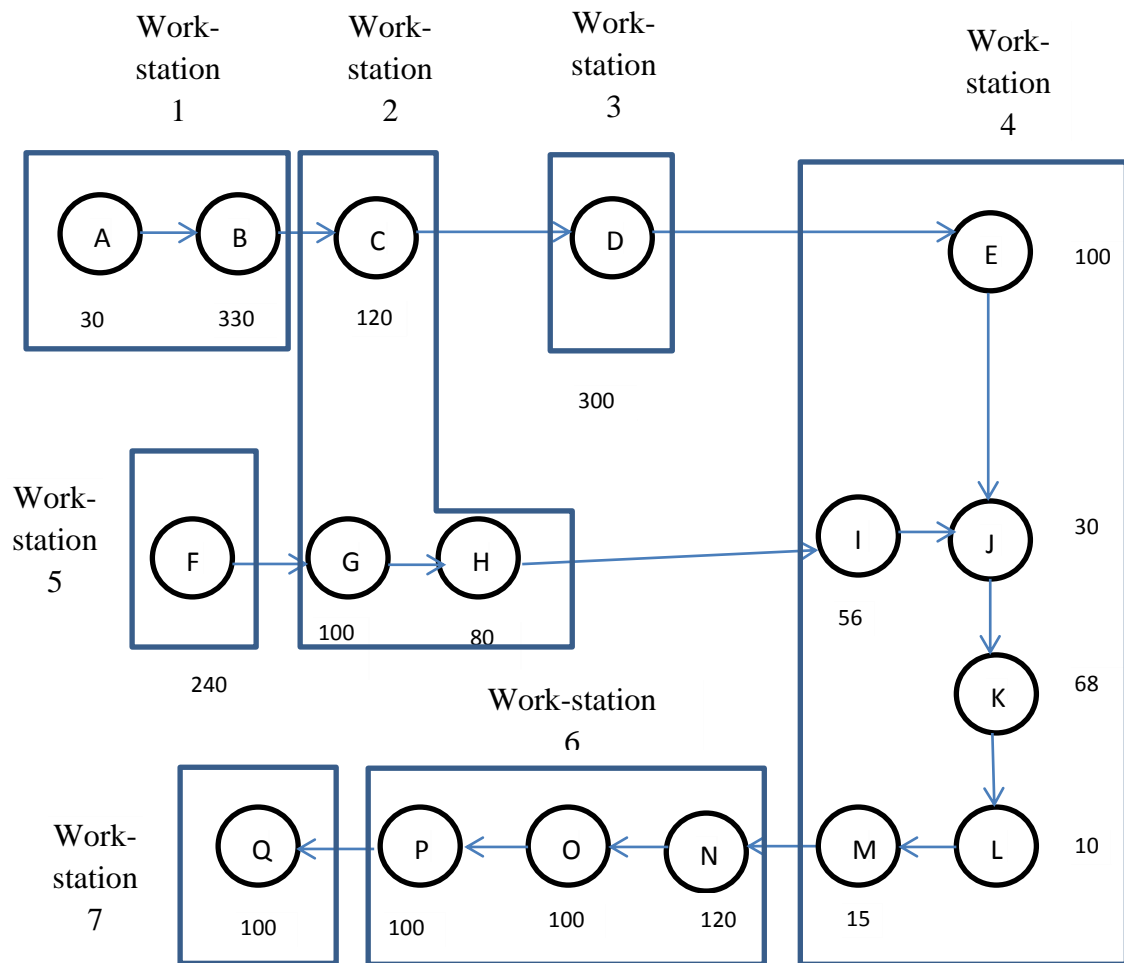 Work-
station
1
Work-
station
2
Work-
station
3
Work-
station
4
A
B
C
D
E
100
30
330
120
300
Work-
station
5
F
G
H
I
J
30
100
80
56
240
K
68
Work-station
6
Work-
station
7
Q
P
O
N
M
L
10
100
100
100
120
15